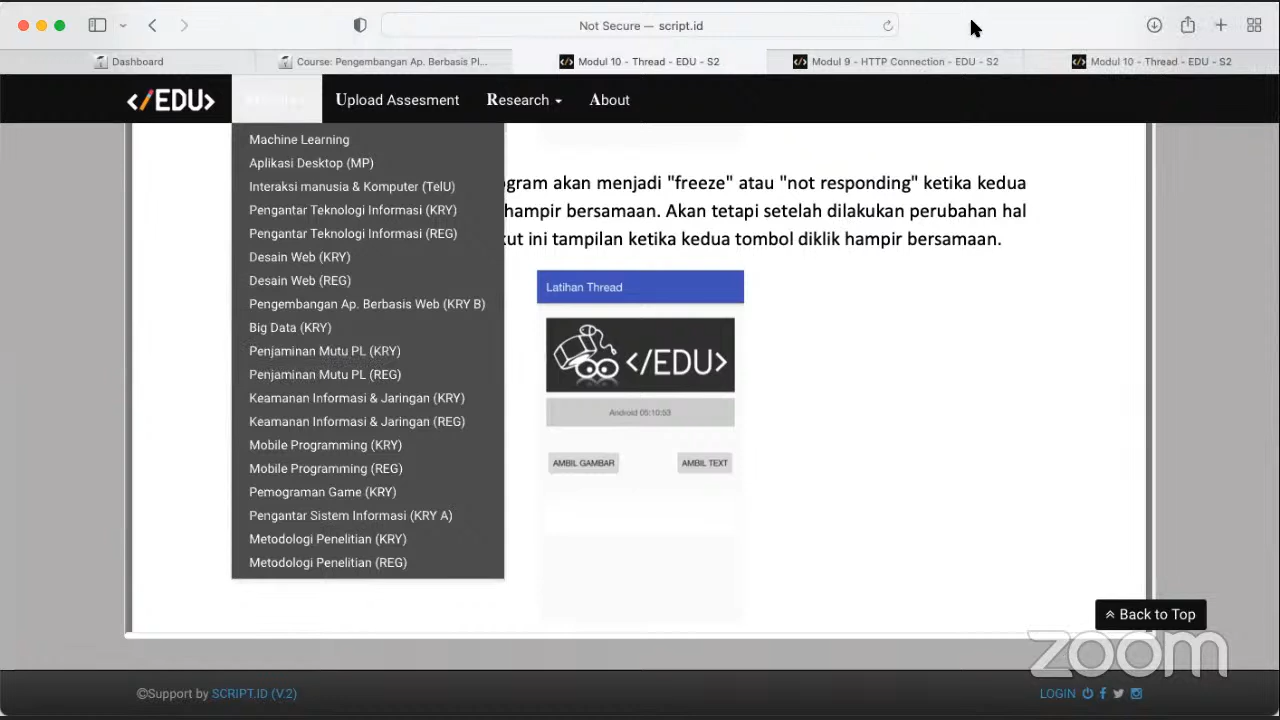 Not Secure — script.id
Dashboard
Course: Pengembangan Ap. Berbasis Pl...
Modul 10 - Thread - EDU - S2
Modul 9 - HTTP Connection - EDU - S2
Modul 10 - Thread - EDU - S2
</EDU>
Upload Assesment
Research
About
Machine Learning
Aplikasi Desktop (MP)
Interaksi manusia & Komputer (TelU)
Pengantar Teknologi Informasi (KRY)
Pengantar Teknologi Informasi (REG)
Desain Web (KRY)
Desain Web (REG)
Pengembangan Ap. Berbasis Web (KRY B)
Big Data (KRY)
Penjaminan Mutu PL (KRY)
Penjaminan Mutu PL (REG)
Keamanan Informasi & Jaringan (KRY)
Keamanan Informasi & Jaringan (REG)
Mobile Programming (KRY)
Mobile Programming (REG)
Pemograman Game (KRY)
Pengantar Sistem Informasi (KRY A)
Metodologi Penelitian (KRY)
Metodologi Penelitian (REG)
ogram akan menjadi "freeze" atau "not responding" ketika kedua
hampir bersamaan. Akan tetapi setelah dilakukan perubahan hal
kut ini tampilan ketika kedua tombol diklik hampir bersamaan.
Latihan Thread
</EDU>
Android 05:10:53
AMBIL GAMBAR
AMBIL TEXT
Back to Top
zoom
©Support by SCRIPT.ID (V.2)
LOGIN